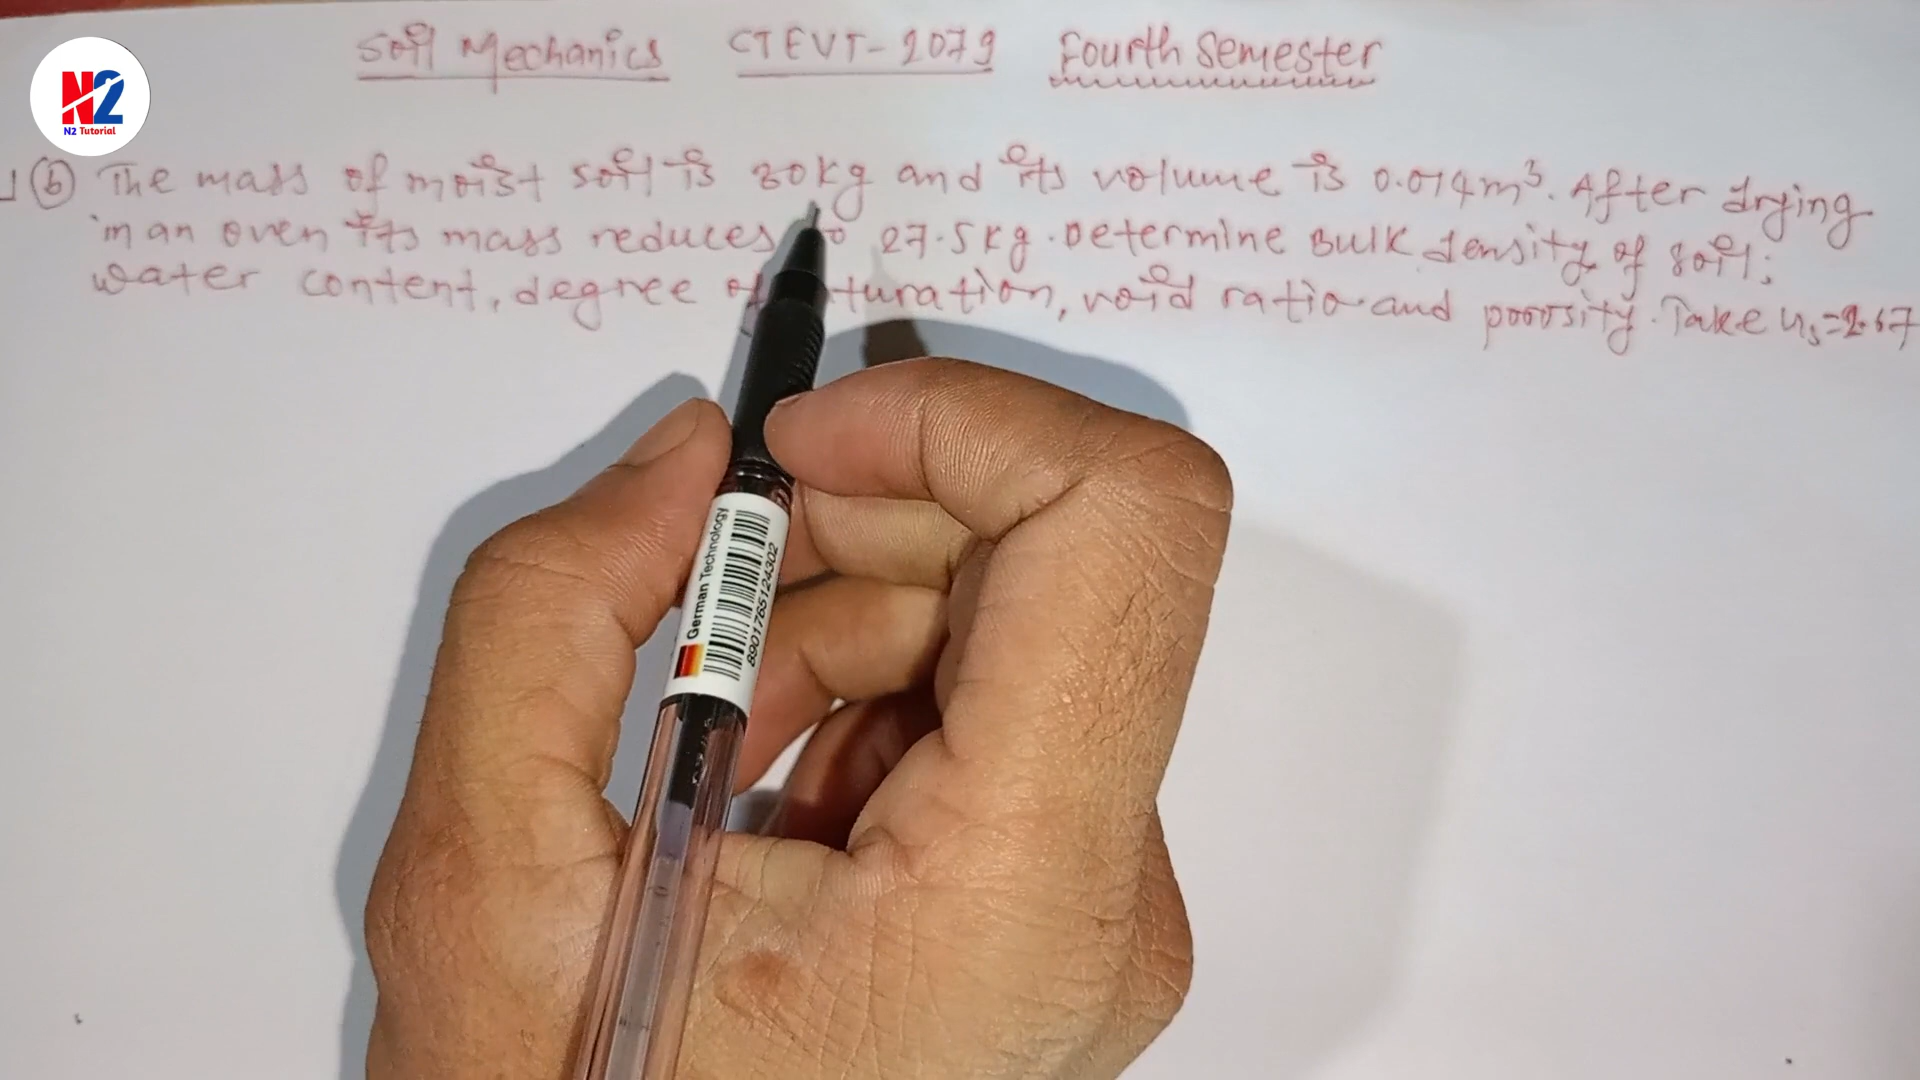 Soil Mechanics CTEVT-2079 Fourth Semester
N2
N2 Tutorial
1 (b) The mass of moist soil is 30kg and its volume is 0.014m³. After drying
in an oven its mass reduces to 27.5kg. Determine Bulk density of soil;
water content, degree of void ratio and porosity. Take Gs=2.67
German Technology
8901765124302